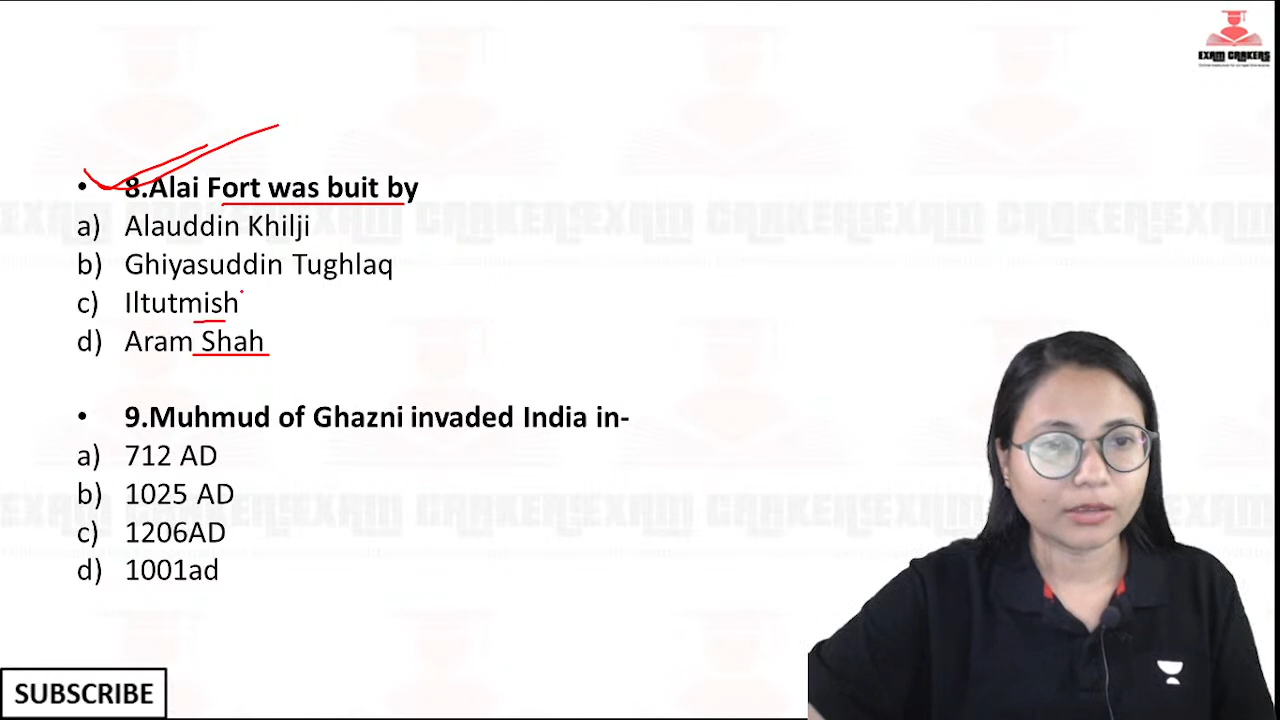 EXAM CRAKERS
• 8.Alai Fort was buit by
a) Alauddin Khilji
b) Ghiyasuddin Tughlaq
c) Iltutmish
d) Aram Shah
• 9.Muhmud of Ghazni invaded India in-
a) 712 AD
b) 1025 AD
c) 1206AD
d) 1001ad
SUBSCRIBE